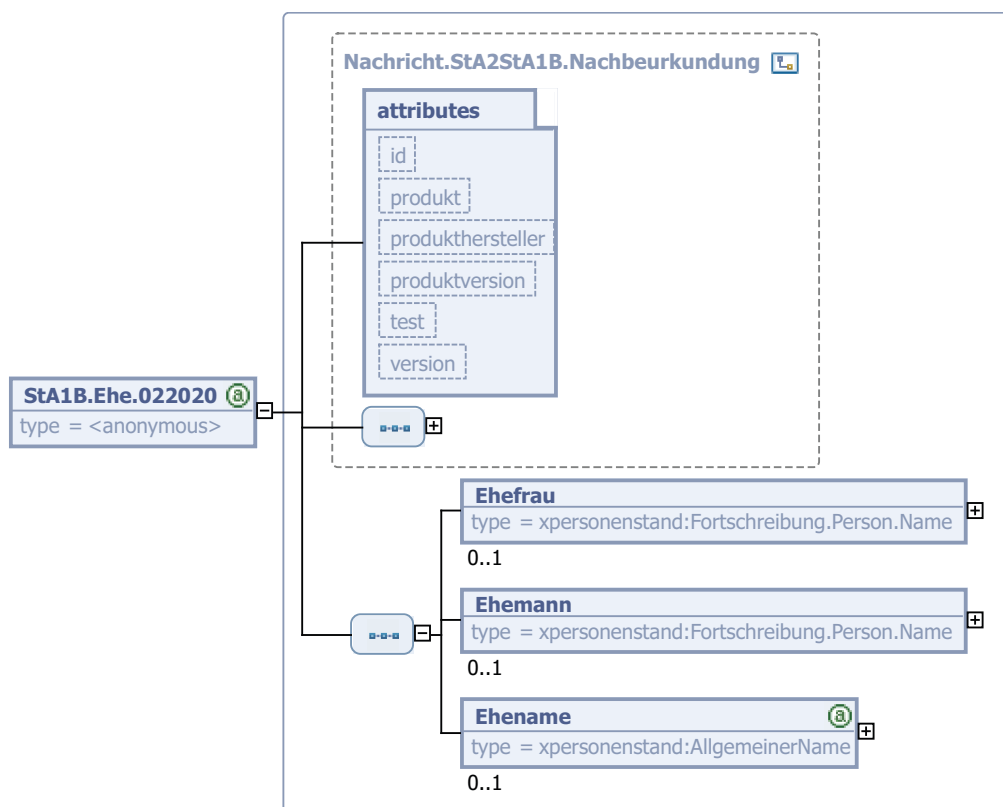 Nachricht.StA2StA1B.Nachbeurkundung
attributes
id
produkt
produkthersteller
produktversion
test
version
StA1B.Ehe.022020 @
type = <anonymous>
Ehefrau
type = xpersonenstand:Fortschreibung.Person.Name
0..1
Ehemann
type = xpersonenstand:Fortschreibung.Person.Name
0..1
Ehename @
type = xpersonenstand:AllgemeinerName
0..1